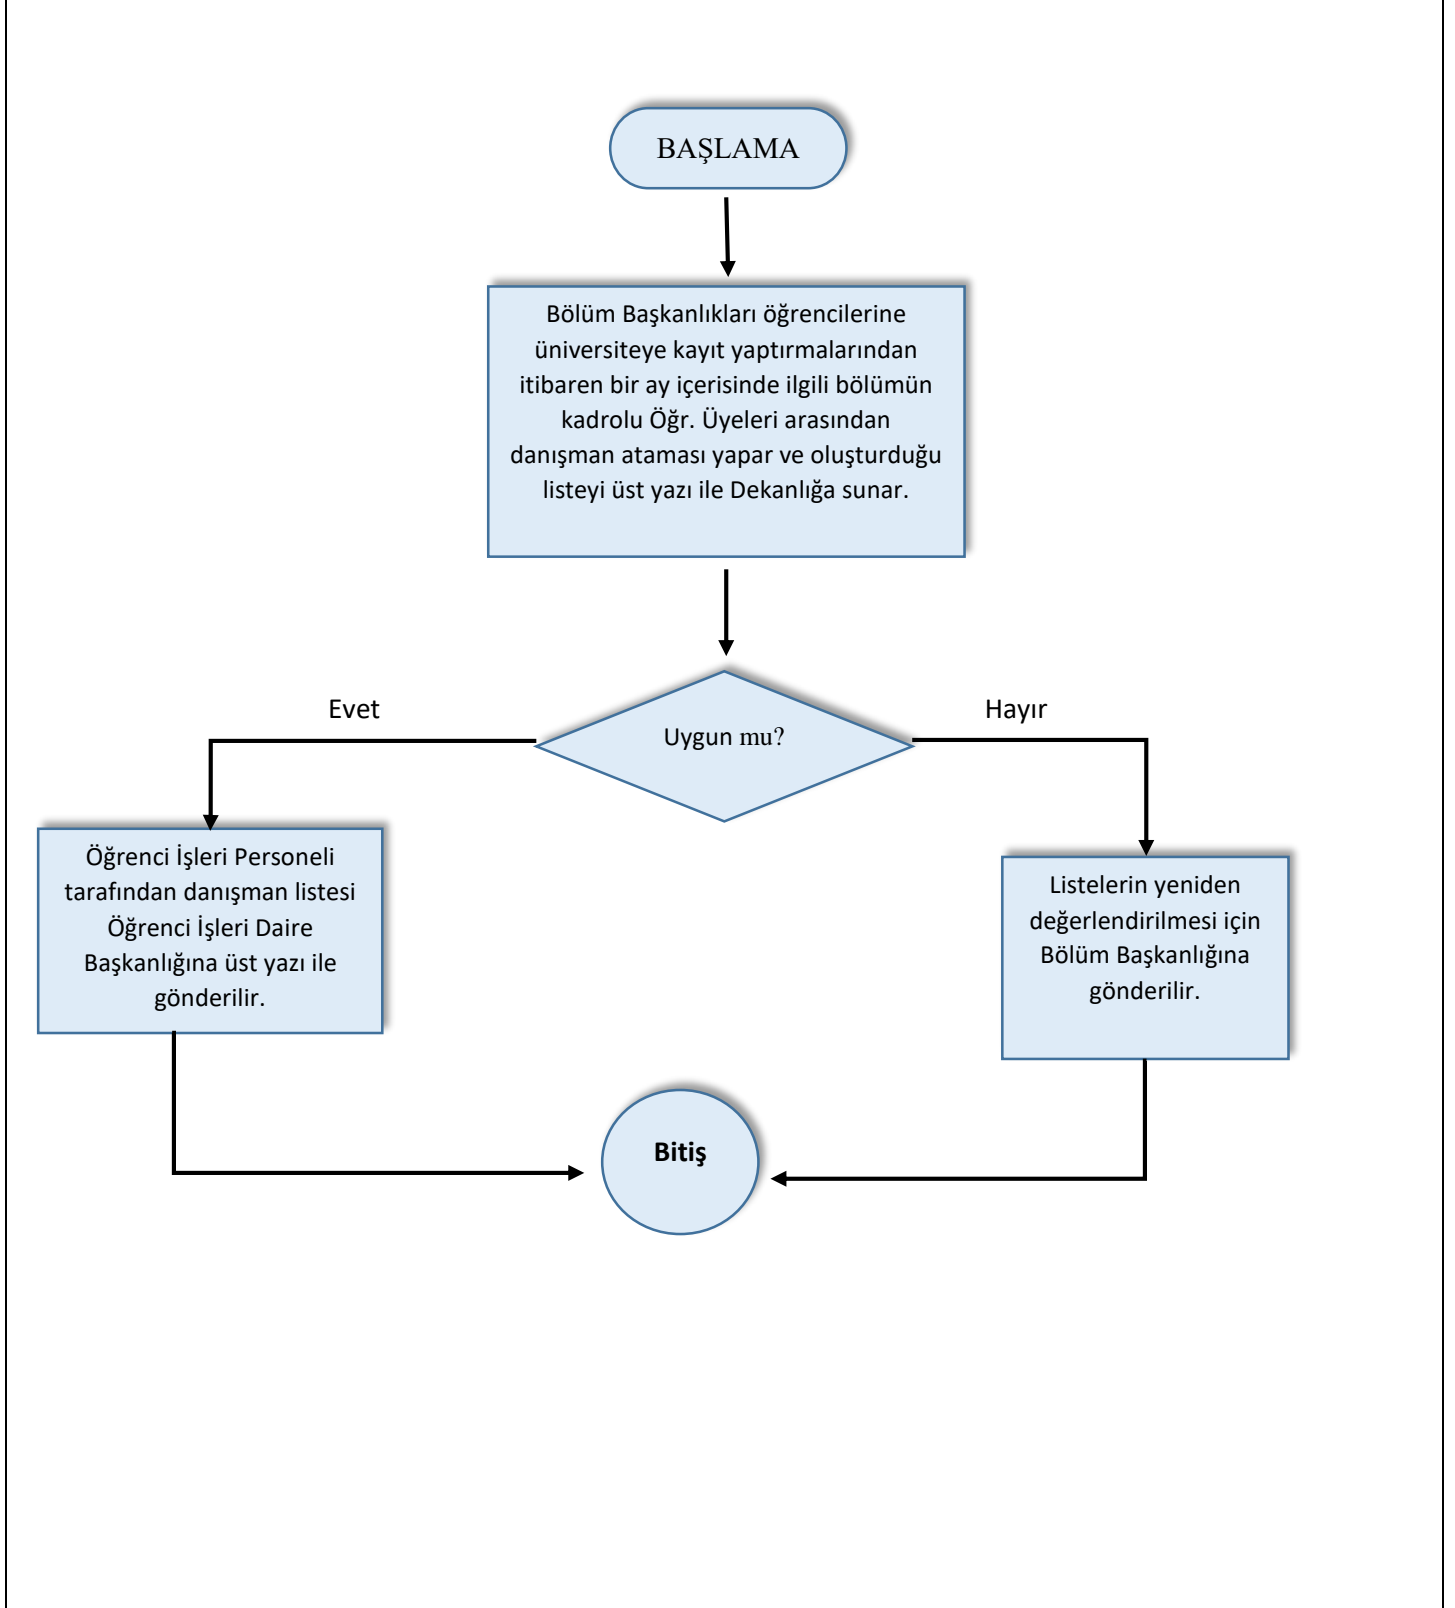 BAŞLAMA
Bölüm Başkanlıkları öğrencilerine
üniversiteye kayıt yaptırmalarından
itibaren bir ay içerisinde ilgili bölümün
kadrolu Öğr. Üyeleri arasından
danışman ataması yapar ve oluşturduğu
listeyi üst yazı ile Dekanlığa sunar.
Uygun mu?
Evet
Hayır
Öğrenci İşleri Personeli
tarafından danışman listesi
Öğrenci İşleri Daire
Başkanlığına üst yazı ile
gönderilir.
Listelerin yeniden
değerlendirilmesi için
Bölüm Başkanlığına
gönderilir.
Bitiş